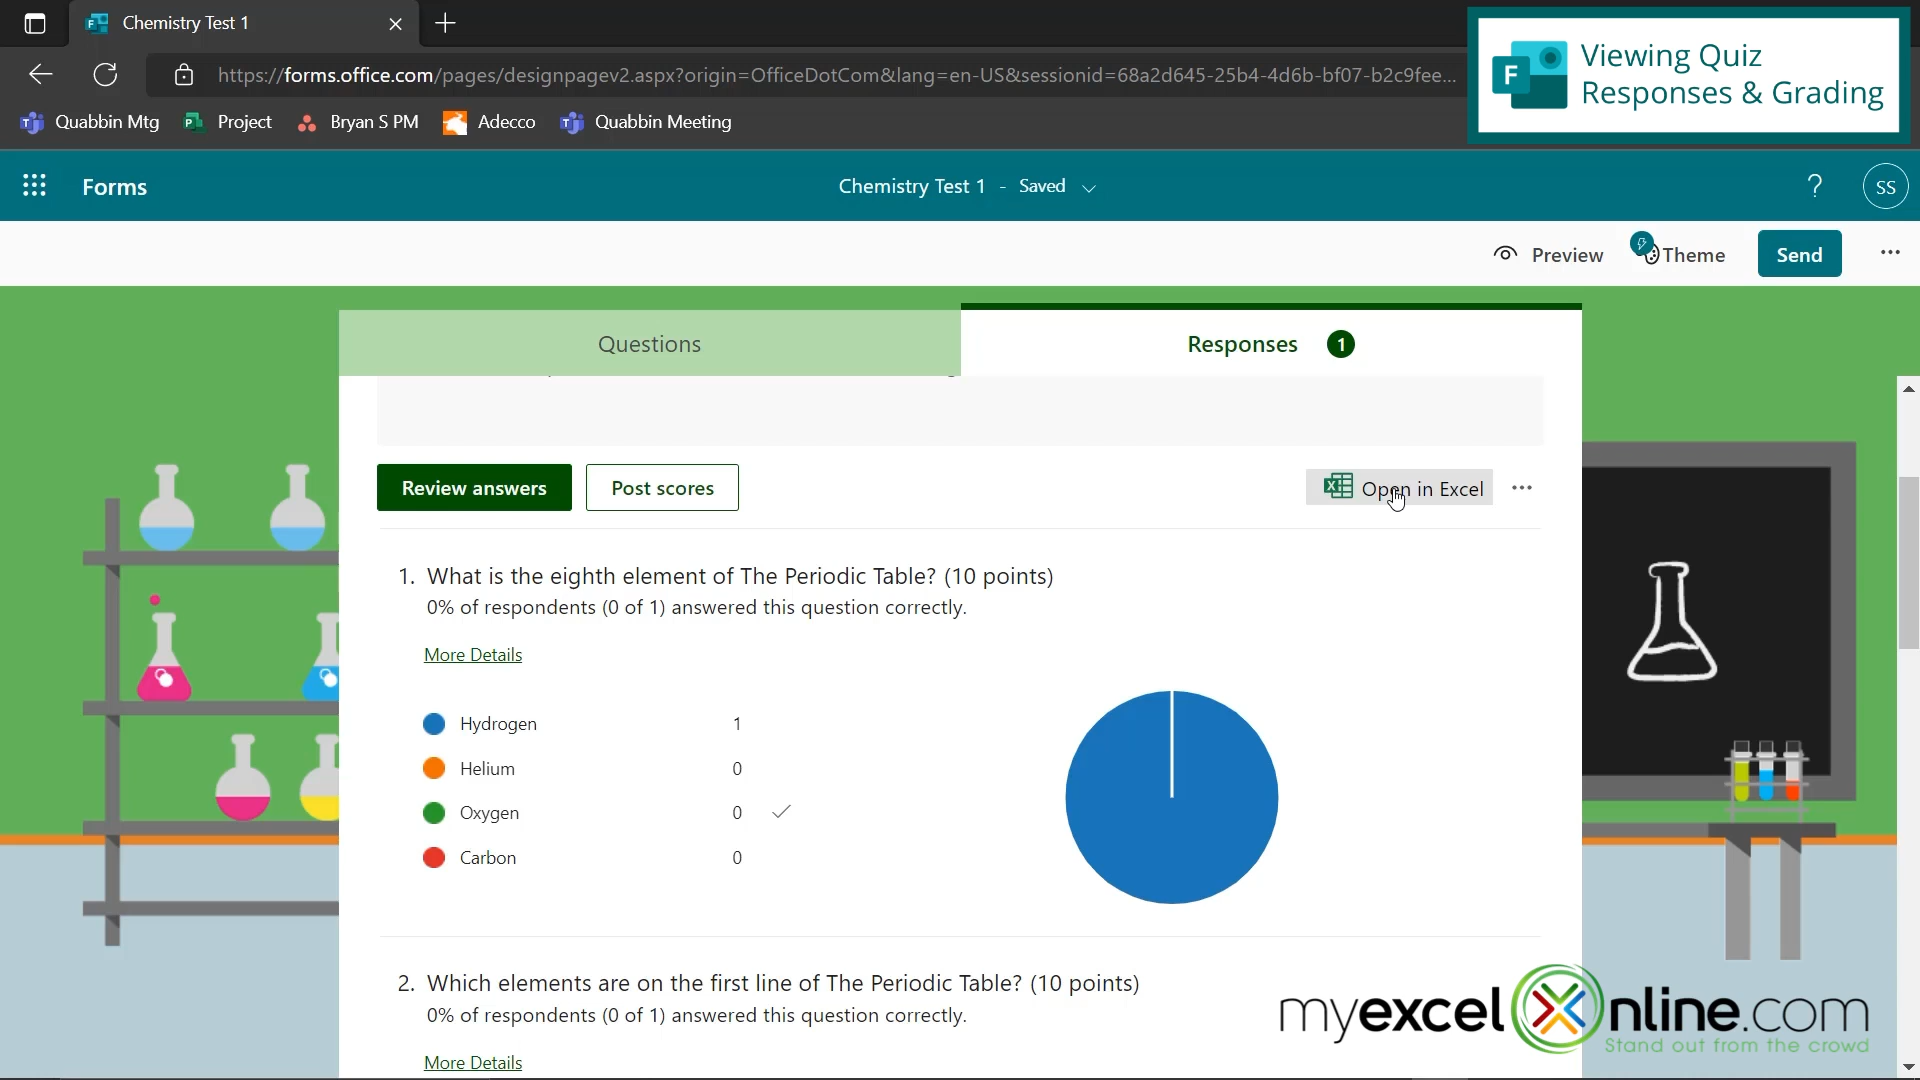 Chemistry Test 1
Viewing Quiz
Responses & Grading
https://forms.office.com/pages/designpagev2.aspx?origin=OfficeDotCom&lang=en-US&sessionid=68a2d645-25b4-4d6b-bf07-b2c9fee...
Quabbin Mtg Project Bryan S PM Adecco Quabbin Meeting
Forms Chemistry Test 1 - Saved ? SS
Preview Theme Send ...
Questions Responses 1
Review answers Post scores Open in Excel ...
1. What is the eighth element of The Periodic Table? (10 points)
0% of respondents (0 of 1) answered this question correctly.
More Details
Hydrogen 1
Helium 0
Oxygen 0
Carbon 0
2. Which elements are on the first line of The Periodic Table? (10 points)
0% of respondents (0 of 1) answered this question correctly.
More Details
myexcelOnline.com
Stand out from the crowd